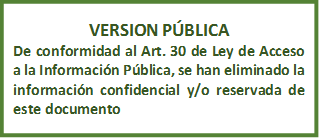 VERSION PÚBLICA
De conformidad al Art. 30 de Ley de Acceso
a la Información Pública, se han eliminado la
información confidencial y/o reservada de
este documento